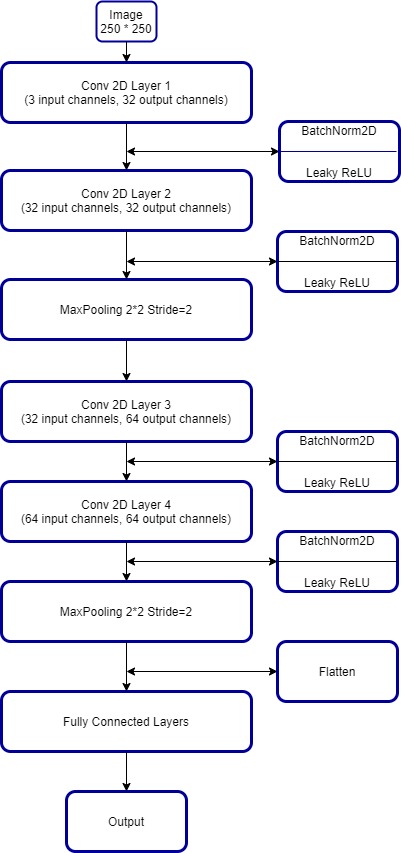 Image
250 * 250
Conv 2D Layer 1
(3 input channels, 32 output channels)
BatchNorm2D
Leaky ReLU
Conv 2D Layer 2
(32 input channels, 32 output channels)
BatchNorm2D
Leaky ReLU
MaxPooling 2*2 Stride=2
Conv 2D Layer 3
(32 input channels, 64 output channels)
BatchNorm2D
Leaky ReLU
Conv 2D Layer 4
(64 input channels, 64 output channels)
BatchNorm2D
Leaky ReLU
MaxPooling 2*2 Stride=2
Flatten
Fully Connected Layers
Output